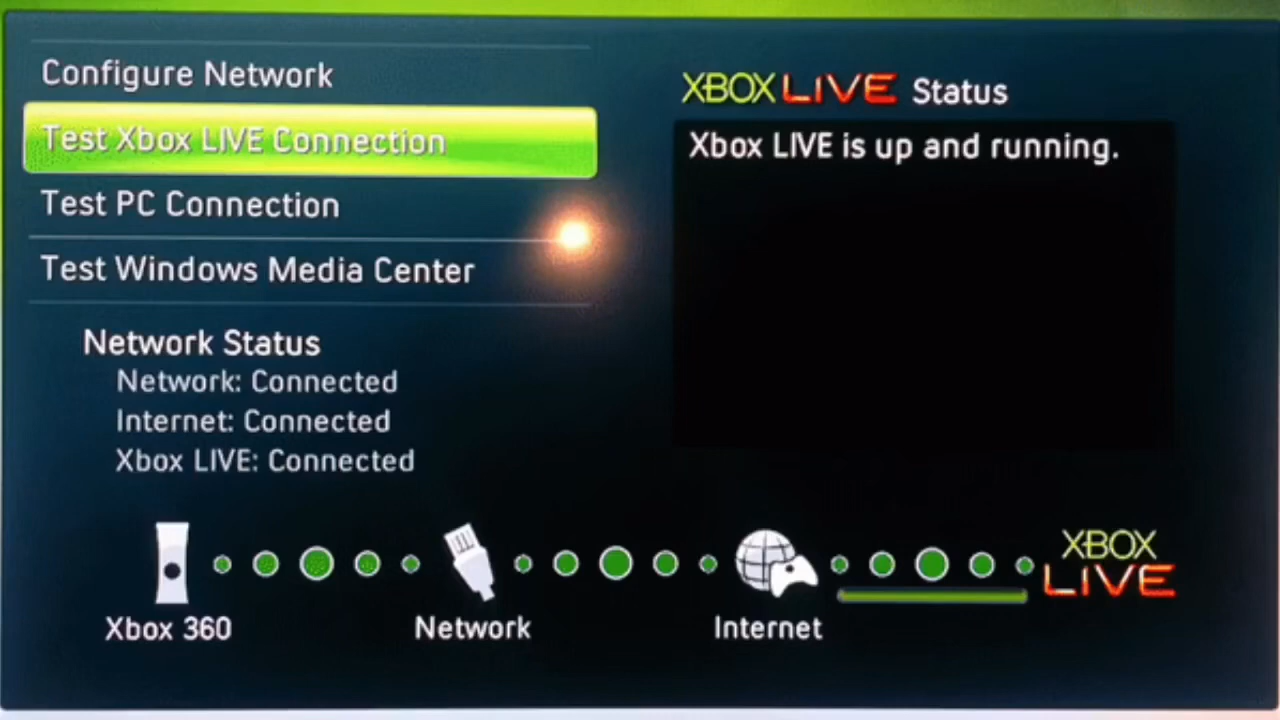 Configure Network
Test Xbox LIVE Connection
Test PC Connection
Test Windows Media Center
Network Status
Network: Connected
Internet: Connected
Xbox LIVE: Connected
XBOX LIVE Status
Xbox LIVE is up and running.
Xbox 360
Network
Internet
XBOX
LIVE